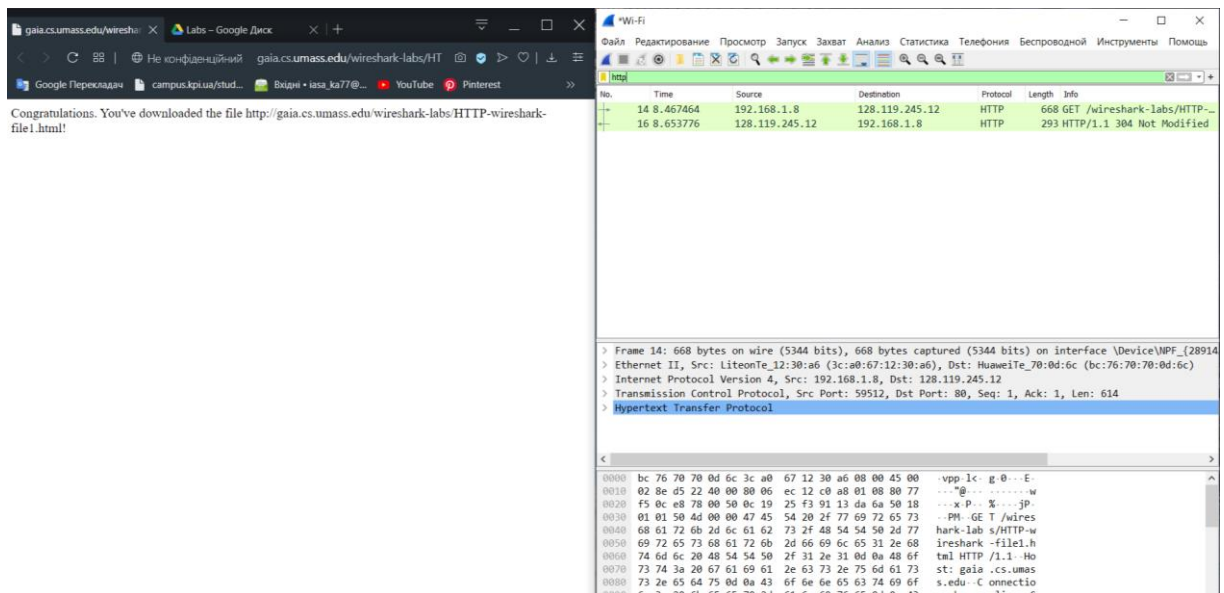 gaia.cs.umass.edu/wiresha
Labs – Google Диск
Не конфіденційний gaia.cs.umass.edu/wireshark-labs/HT
Google Перекладач campus.kpi.ua/stud... Вхідні • iasa_ka77@... YouTube Pinterest »
Congratulations. You've downloaded the file http://gaia.cs.umass.edu/wireshark-labs/HTTP-wireshark-
file1.html!
*Wi-Fi
Файл Редактирование Просмотр Запуск Захват Анализ Статистика Телефония Беспроводной Инструменты Помощь
http
No. Time Source Destination Protocol Length Info
14 8.467464 192.168.1.8 128.119.245.12 HTTP 668 GET /wireshark-labs/HTTP-…
16 8.653776 128.119.245.12 192.168.1.8 HTTP 293 HTTP/1.1 304 Not Modified
> Frame 14: 668 bytes on wire (5344 bits), 668 bytes captured (5344 bits) on interface \Device\NPF_{28914
> Ethernet II, Src: LiteonTe_12:30:a6 (3c:a0:67:12:30:a6), Dst: HuaweiTe_70:0d:6c (bc:76:70:70:0d:6c)
> Internet Protocol Version 4, Src: 192.168.1.8, Dst: 128.119.245.12
> Transmission Control Protocol, Src Port: 59512, Dst Port: 80, Seq: 1, Ack: 1, Len: 614
> Hypertext Transfer Protocol
0000 bc 76 70 70 0d 6c 3c a0 67 12 30 a6 08 00 45 00 ·vpp·l<· g·0···E·
0010 02 8e d5 22 40 00 80 06 ec 12 c0 a8 01 08 80 77 ···"@··· ·······w
0020 f5 0c e8 78 00 50 0c 19 25 f3 91 13 da 6a 50 18 ···x·P·· %····jP·
0030 01 01 50 4d 00 00 47 45 54 20 2f 77 69 72 65 73 ··PM··GE T /wires
0040 68 61 72 6b 2d 6c 61 62 73 2f 48 54 54 50 2d 77 hark-lab s/HTTP-w
0050 69 72 65 73 68 61 72 6b 2d 66 69 6c 65 31 2e 68 ireshark -file1.h
0060 74 6d 6c 20 48 54 54 50 2f 31 2e 31 0d 0a 48 6f tml HTTP /1.1··Ho
0070 73 74 3a 20 67 61 69 61 2e 63 73 2e 75 6d 61 73 st: gaia .cs.umas
0080 73 2e 65 64 75 0d 0a 43 6f 6e 6e 65 63 74 69 6f s.edu··C onnectio